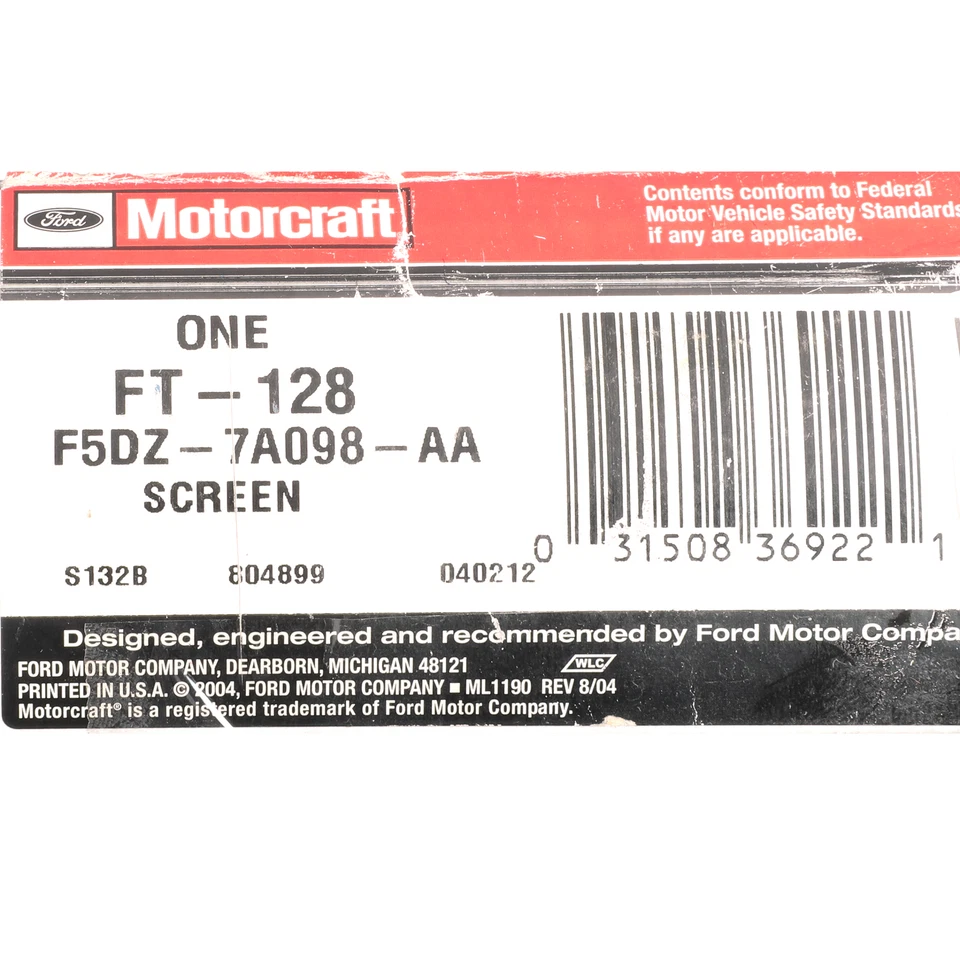 Ford Motorcraft
Contents conform to Federal
Motor Vehicle Safety Standards
if any are applicable.
ONE
FT-128
F5DZ-7A098-AA
SCREEN
S132B 804899 040212
0 31508 36922 1
Designed, engineered and recommended by Ford Motor Compa
FORD MOTOR COMPANY, DEARBORN, MICHIGAN 48121 WLC
PRINTED IN U.S.A. © 2004, FORD MOTOR COMPANY ■ ML1190 REV 8/04
Motorcraft® is a registered trademark of Ford Motor Company.